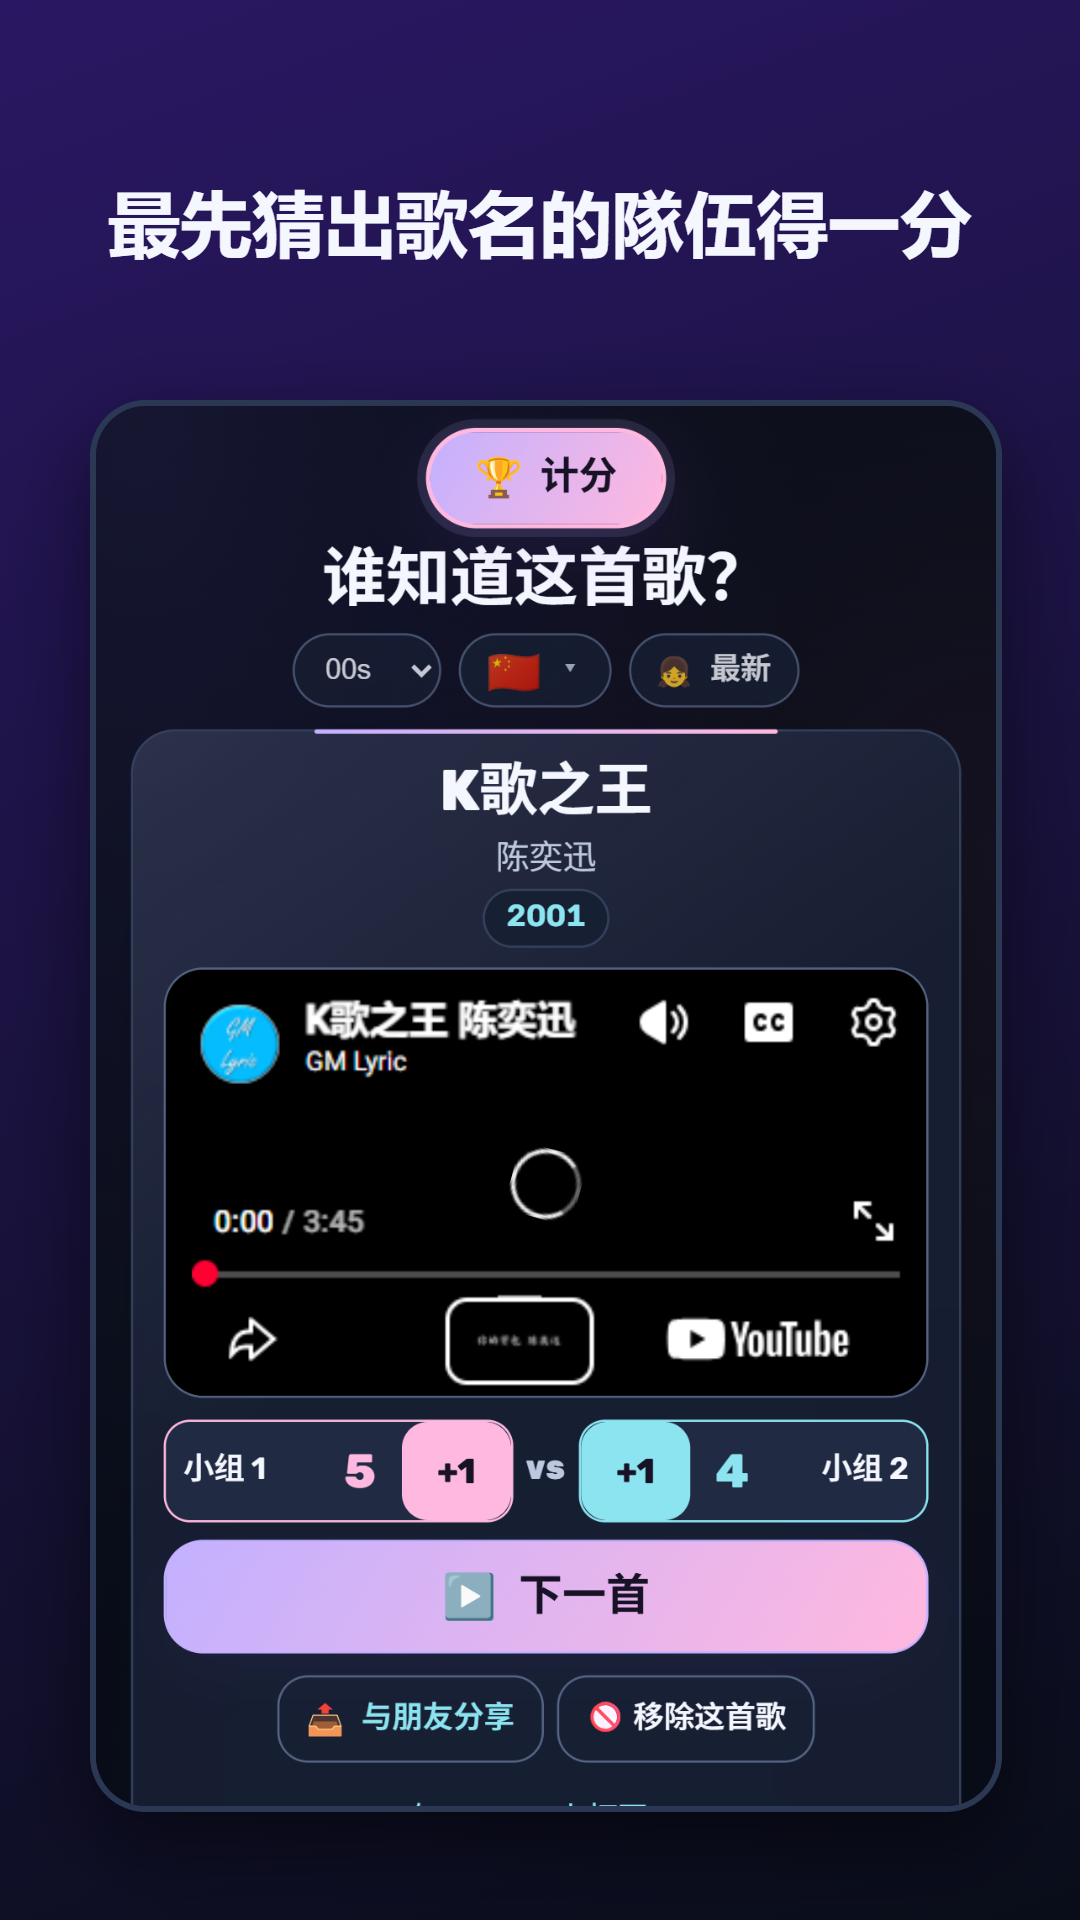 最先猜出歌名的隊伍得一分
🏆 计分
谁知道这首歌？
00s
最新
K歌之王
陈奕迅
2001
GM Lyric
K歌之王 陈奕迅
CC
GM Lyric
0:00 / 3:45
YouTube
小组 1 5 +1 vs +1 4 小组 2
下一首
与朋友分享
移除这首歌